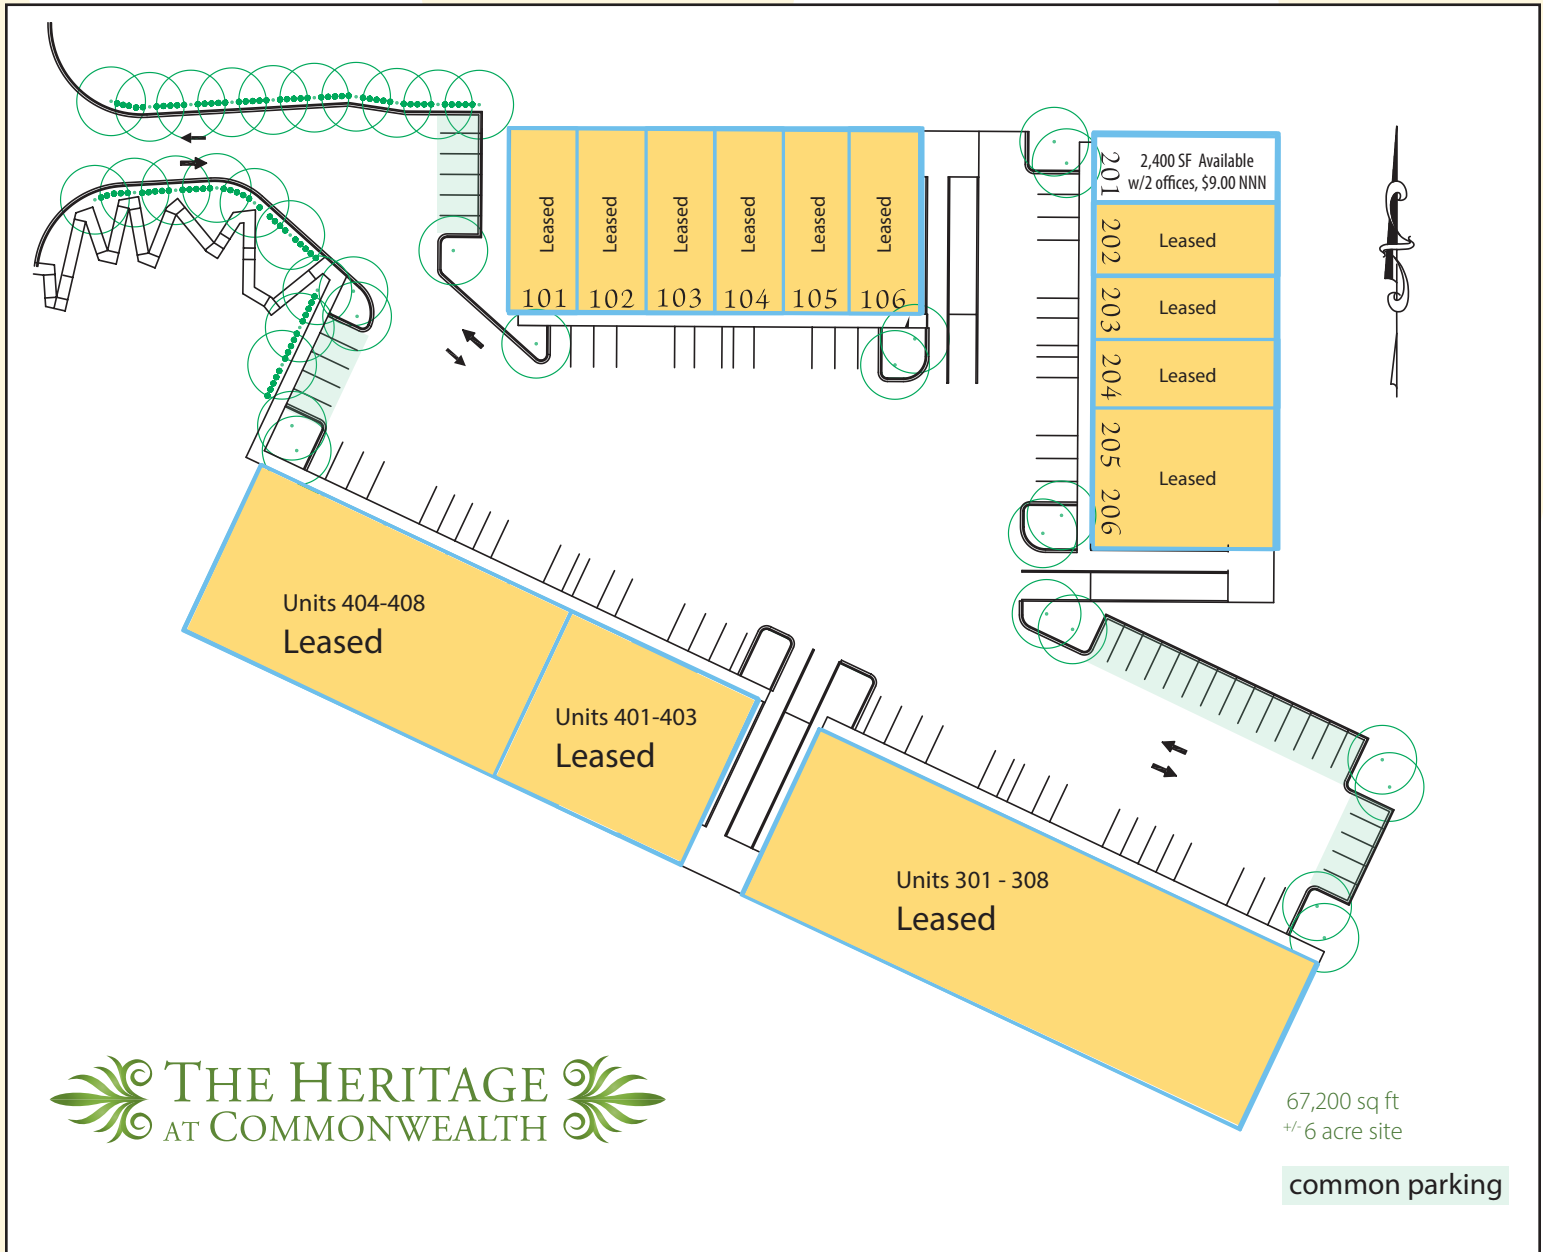 Leased
Leased
Leased
Leased
Leased
Leased
101
102
103
104
105
106
201
2,400 SF Available
w/2 offices, $9.00 NNN
202
Leased
203
Leased
204
Leased
205
206
Leased
Units 404-408
Leased
Units 401-403
Leased
Units 301 - 308
Leased
THE HERITAGE
AT COMMONWEALTH
67,200 sq ft
+/- 6 acre site
common parking